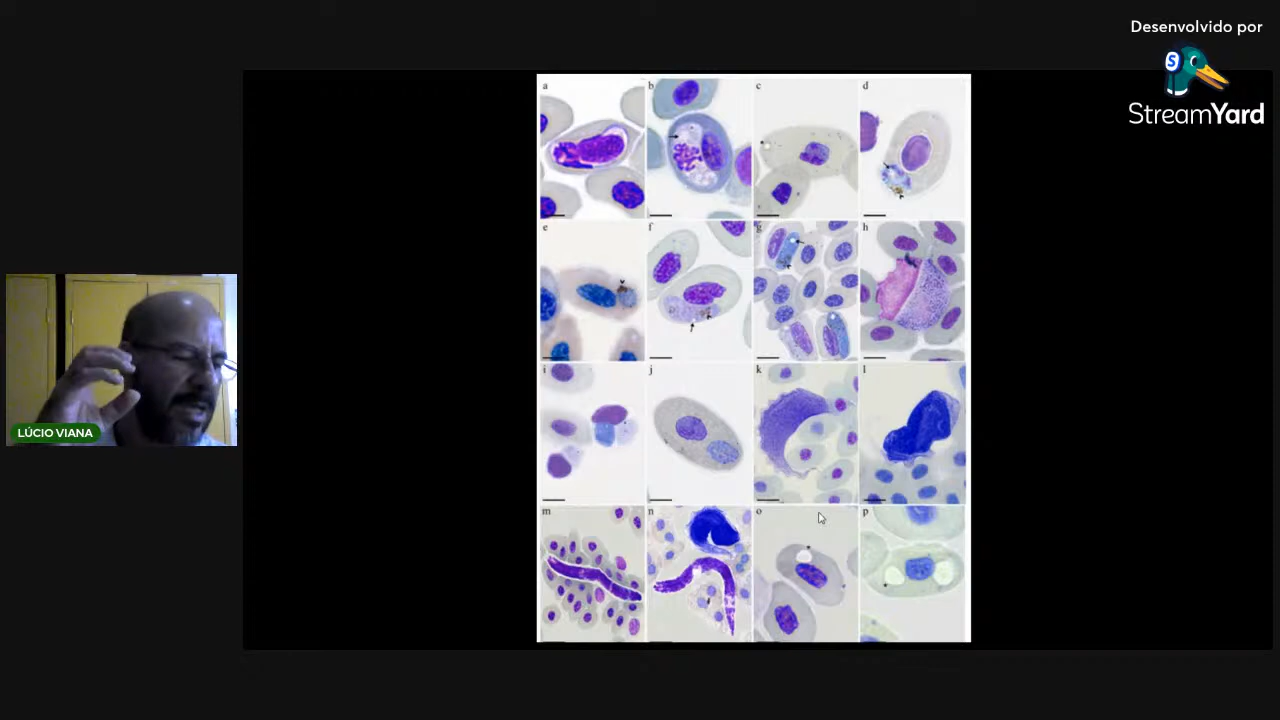 Desenvolvido por
StreamYard
a b c d
e f g h
i j k l
m n o p
LÚCIO VIANA